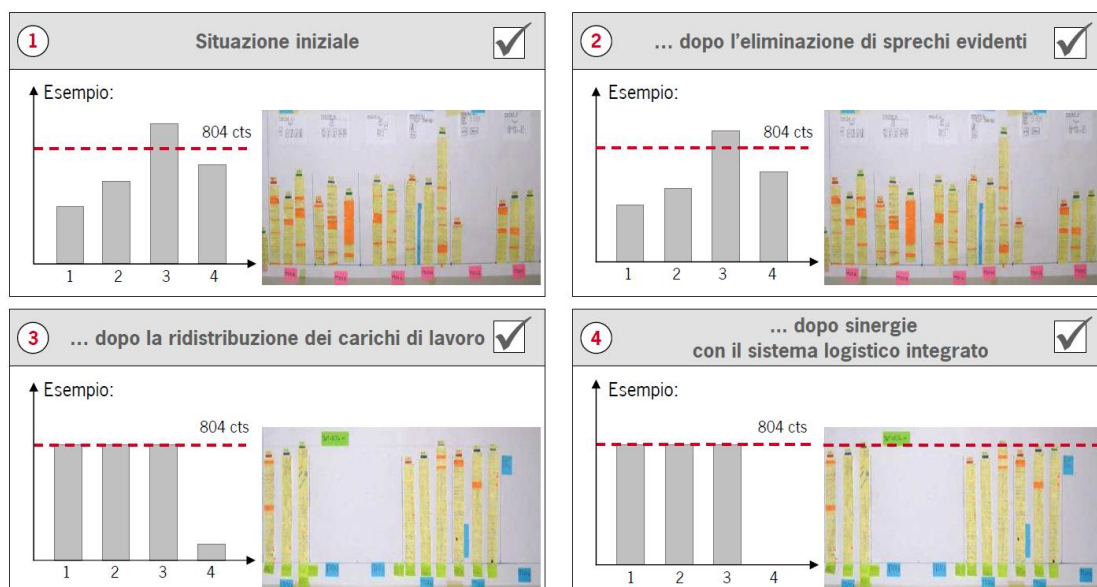 1
Situazione iniziale
Esempio:
804 cts
1 2 3 4
2
... dopo l'eliminazione di sprechi evidenti
Esempio:
804 cts
1 2 3 4
3
... dopo la ridistribuzione dei carichi di lavoro
Esempio:
804 cts
1 2 3 4
4
... dopo sinergie
con il sistema logistico integrato
Esempio:
804 cts
1 2 3 4